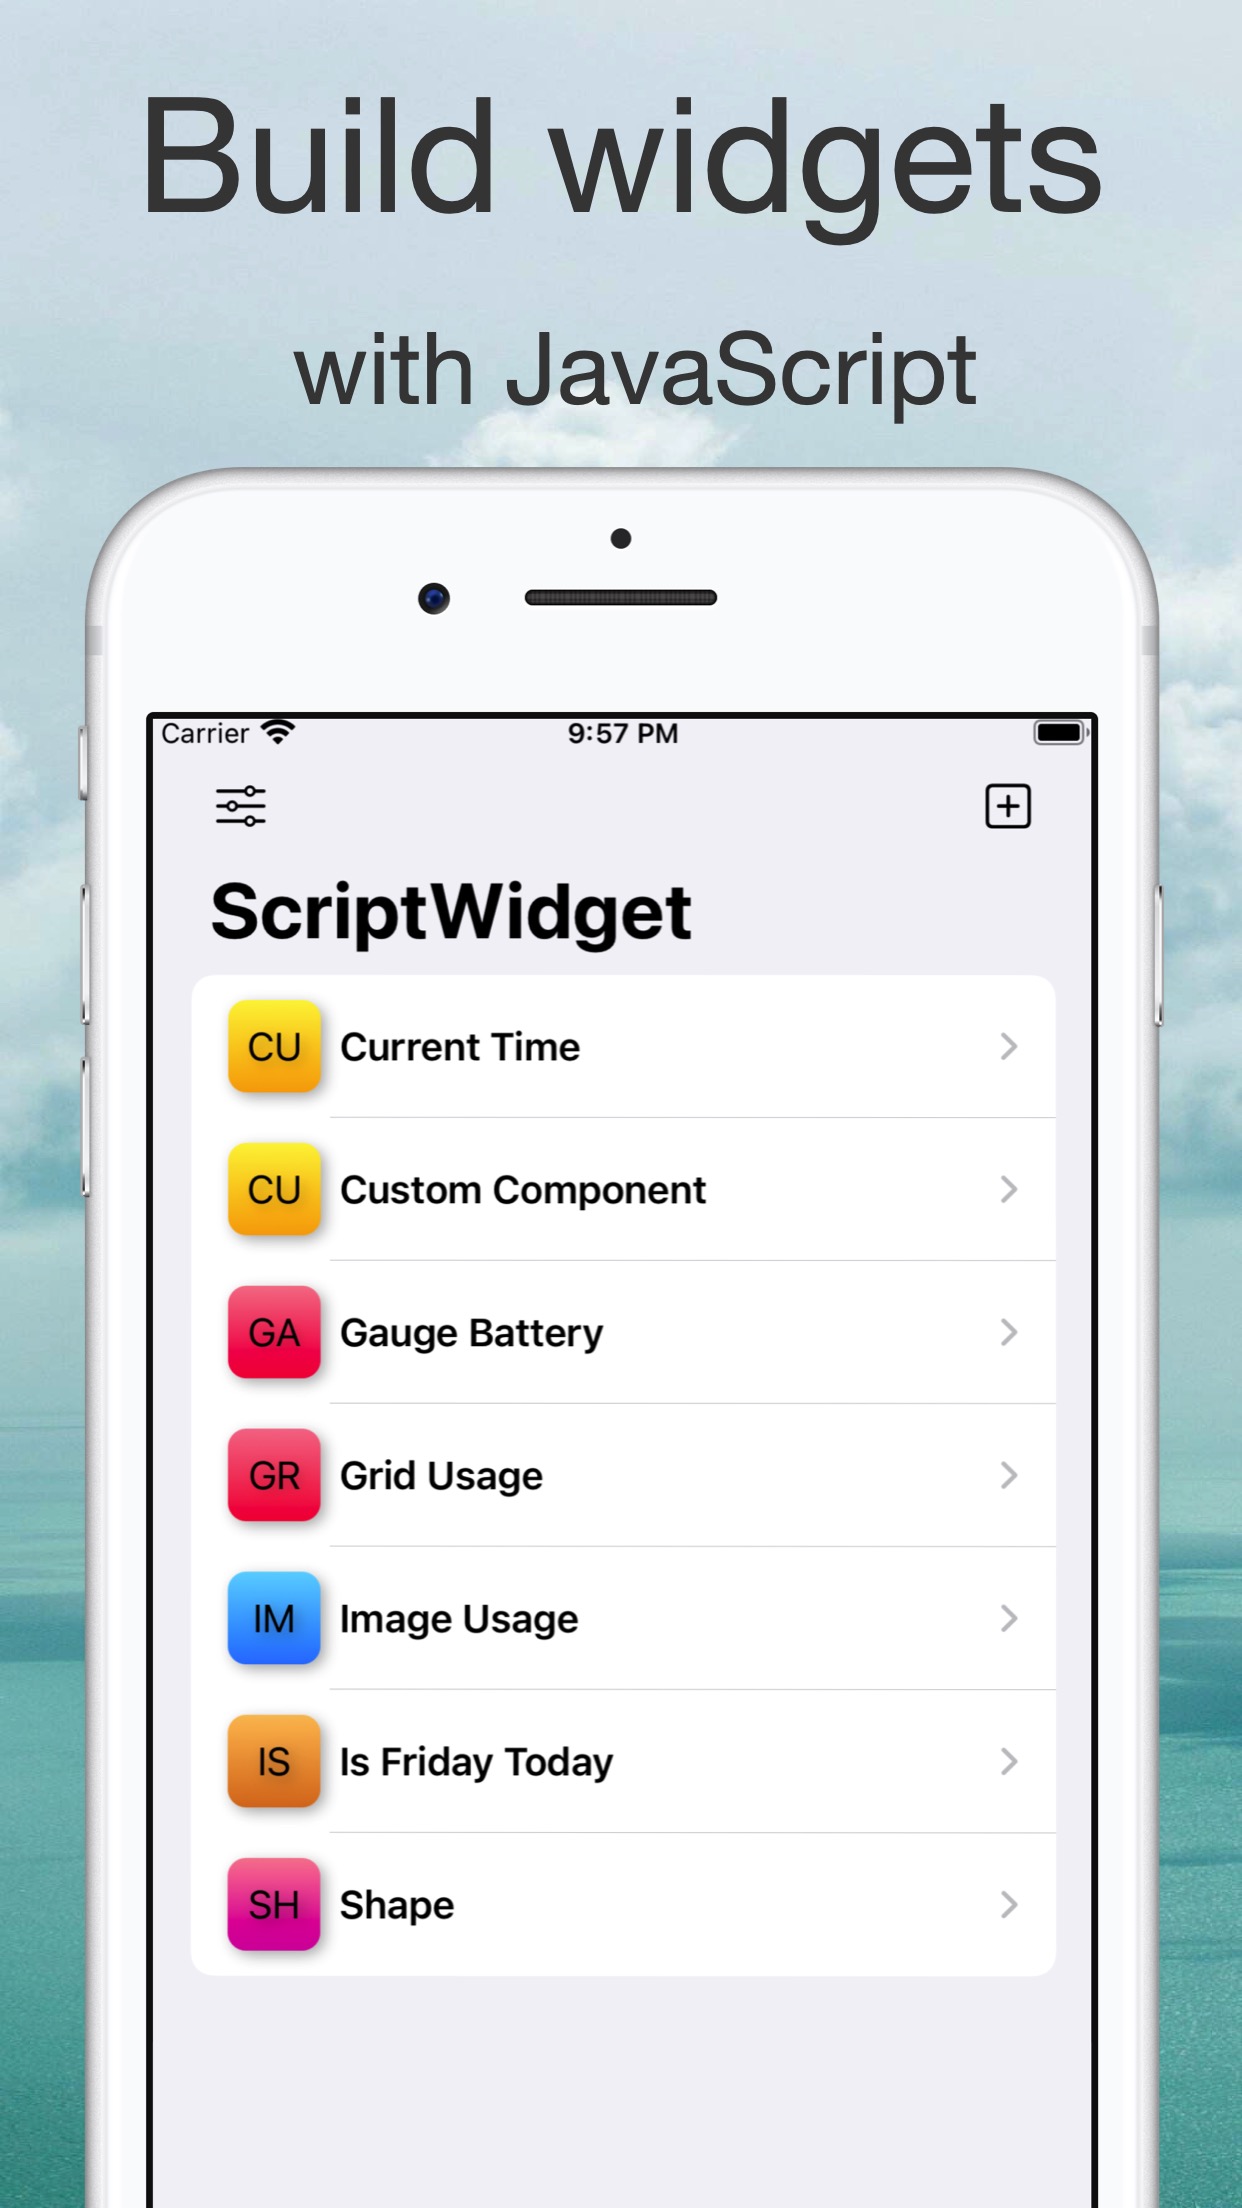 Build widgets
with JavaScript
Carrier 9:57 PM
ScriptWidget
CU Current Time
CU Custom Component
GA Gauge Battery
GR Grid Usage
IM Image Usage
IS Is Friday Today
SH Shape